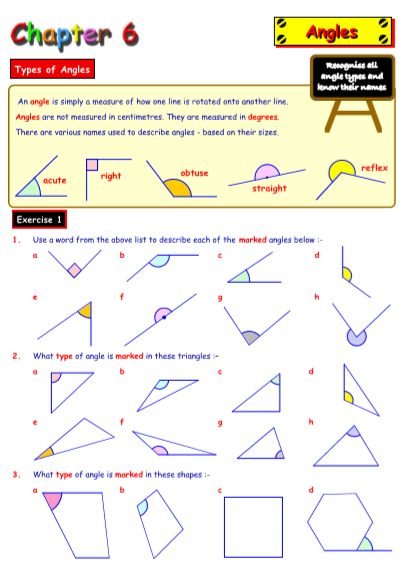 Chapter 6
Angles
Types of Angles
Recognise all
angle types and
know their names
An angle is simply a measure of how one line is rotated onto another line.
Angles are not measured in centimetres. They are measured in degrees.
There are various names used to describe angles - based on their sizes.
acute
right
obtuse
straight
reflex
Exercise 1
1. Use a word from the above list to describe each of the marked angles below :-
a b c d
e f g h
2. What type of angle is marked in these triangles :-
a b c d
e f g h
3. What type of angle is marked in these shapes :-
a b c d